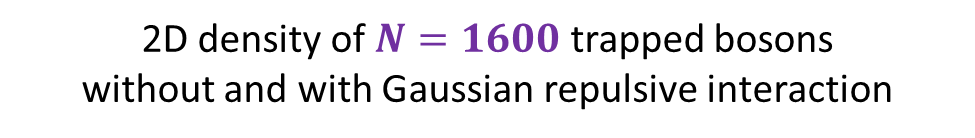 2D density of N = 1600 trapped bosons
without and with Gaussian repulsive interaction